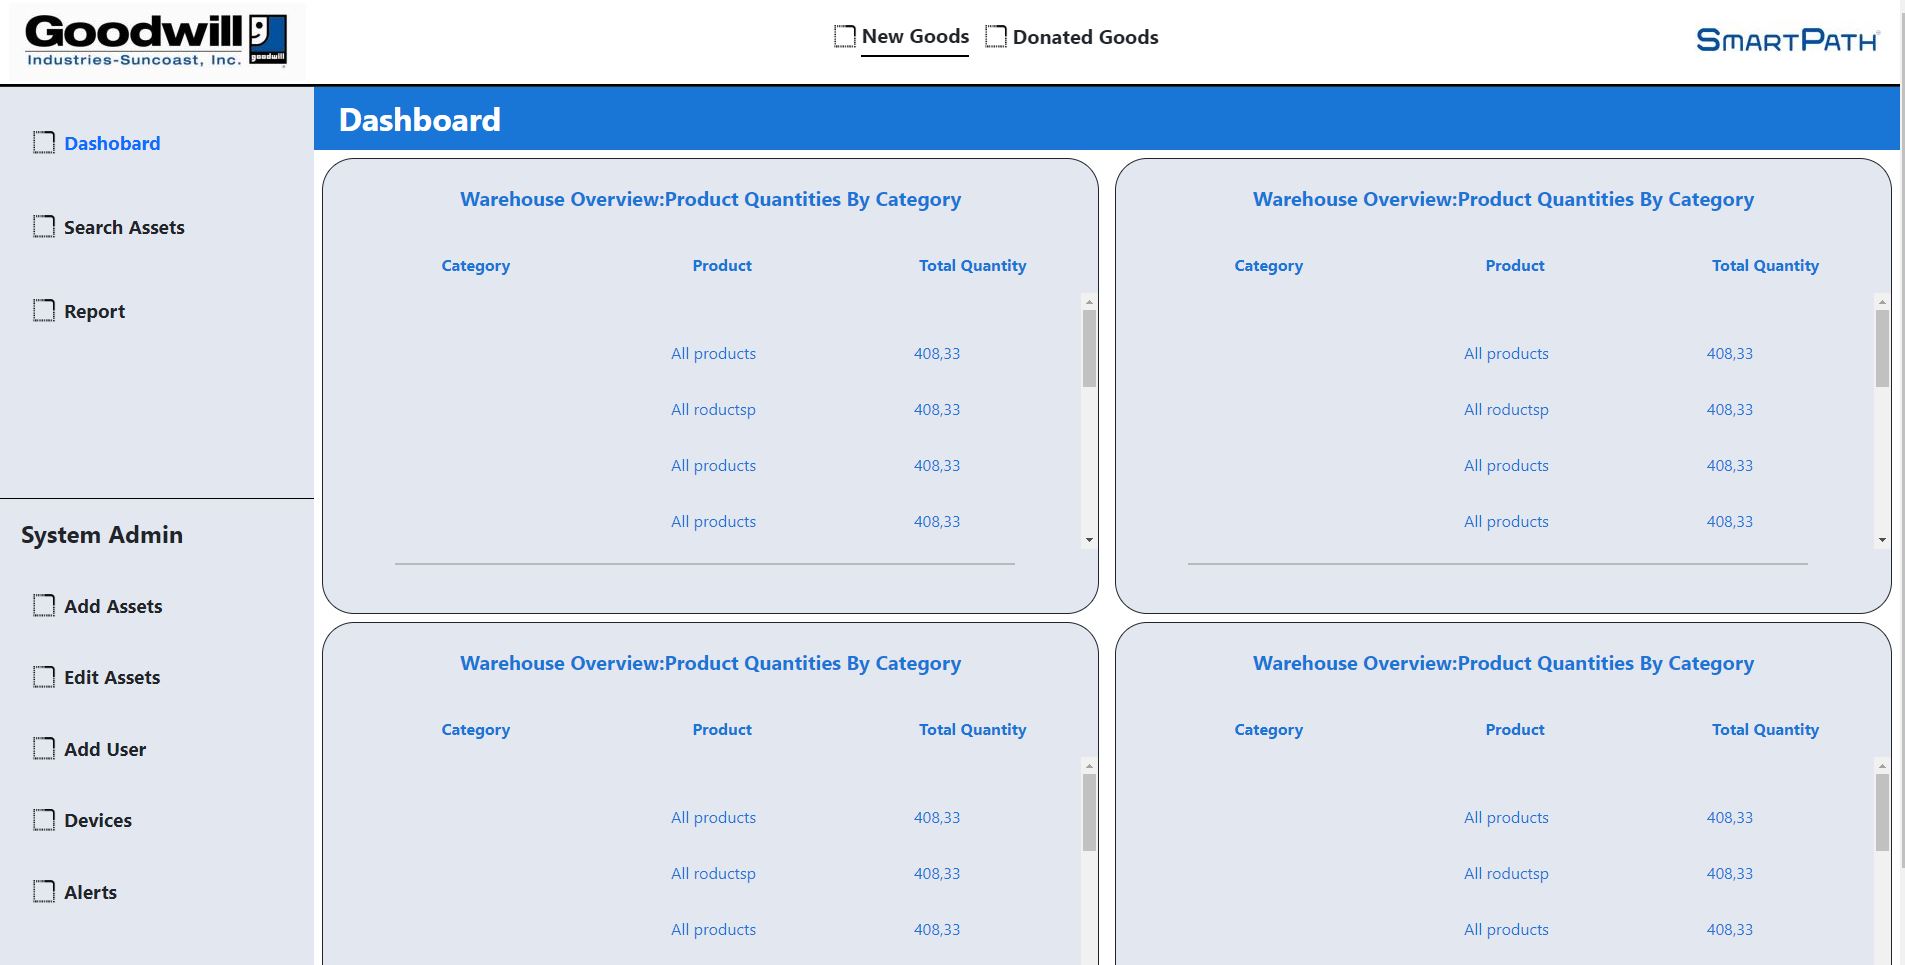 Goodwill
Industries-Suncoast, Inc.
goodwill
New Goods
Donated Goods
SMARTPATH
Dashobard
Search Assets
Report
System Admin
Add Assets
Edit Assets
Add User
Devices
Alerts
Dashboard
Warehouse Overview:Product Quantities By Category
Category Product Total Quantity
All products 408,33
All roductsp 408,33
All products 408,33
All products 408,33
Warehouse Overview:Product Quantities By Category
Category Product Total Quantity
All products 408,33
All roductsp 408,33
All products 408,33
All products 408,33
Warehouse Overview:Product Quantities By Category
Category Product Total Quantity
All products 408,33
All roductsp 408,33
All products 408,33
Warehouse Overview:Product Quantities By Category
Category Product Total Quantity
All products 408,33
All roductsp 408,33
All products 408,33